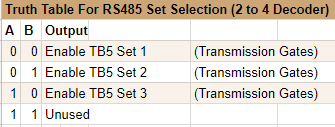 Truth Table For RS485 Set Selection (2 to 4 Decoder)
A B Output
0 0 Enable TB5 Set 1 (Transmission Gates)
0 1 Enable TB5 Set 2 (Transmission Gates)
1 0 Enable TB5 Set 3 (Transmission Gates)
1 1 Unused